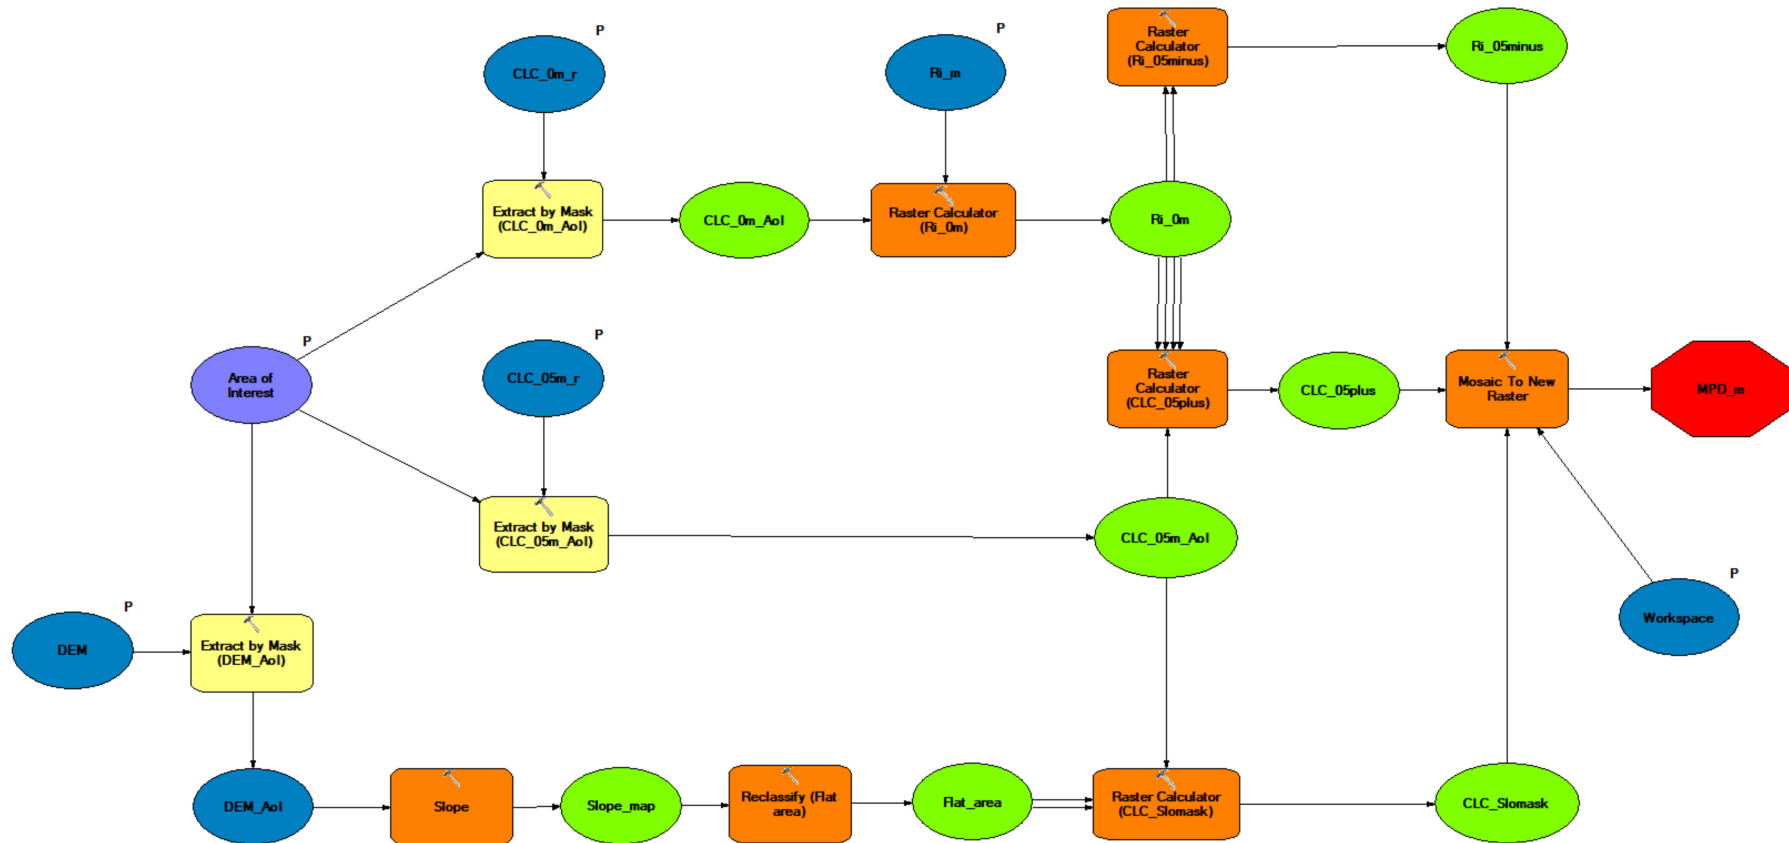 P
CLC_0m_r
P
Ri_m
Raster
Calculator
(Ri_05minus)
Ri_05minus
Extract by Mask
(CLC_0m_AoI)
CLC_0m_AoI
Raster Calculator
(Ri_0m)
Ri_0m
P
Area of
Interest
P
CLC_05m_r
Raster
Calculator
(CLC_05plus)
CLC_05plus
Mosaic To New
Raster
MPD_m
Extract by Mask
(CLC_05m_AoI)
CLC_05m_AoI
P
Workspace
P
DEM
Extract by Mask
(DEM_AoI)
DEM_AoI
Slope
Slope_map
Reclassify (Flat
area)
Flat_area
Raster Calculator
(CLC_Slomask)
CLC_Slomask